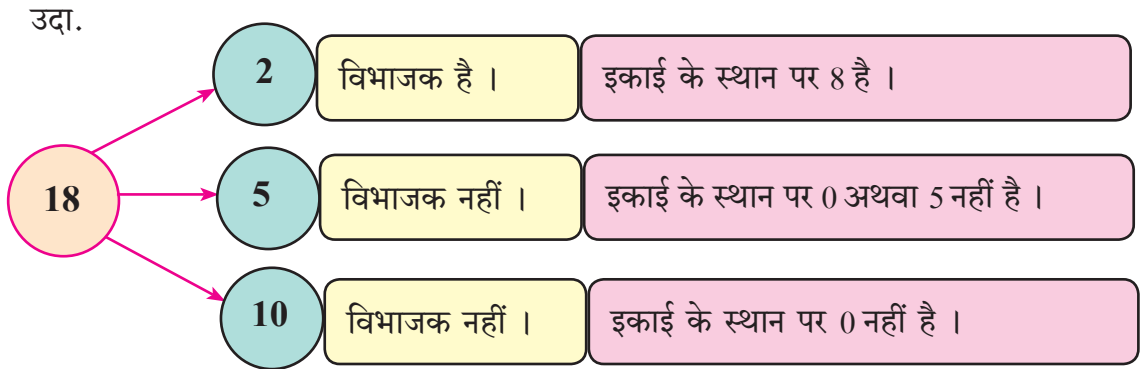 उदा.
2 विभाजक है । इकाई के स्थान पर 8 है ।
18 5 विभाजक नहीं । इकाई के स्थान पर 0 अथवा 5 नहीं है ।
10 विभाजक नहीं । इकाई के स्थान पर 0 नहीं है ।